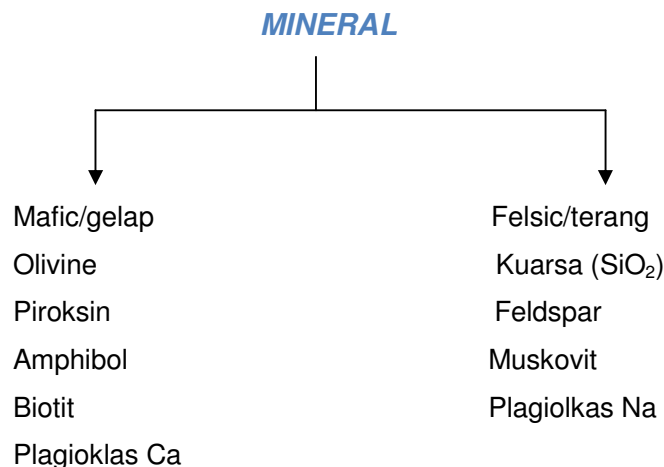 MINERAL
Mafic/gelap
Olivine
Piroksin
Amphibol
Biotit
Plagioklas Ca
Felsic/terang
Kuarsa (SiO₂)
Feldspar
Muskovit
Plagiolkas Na